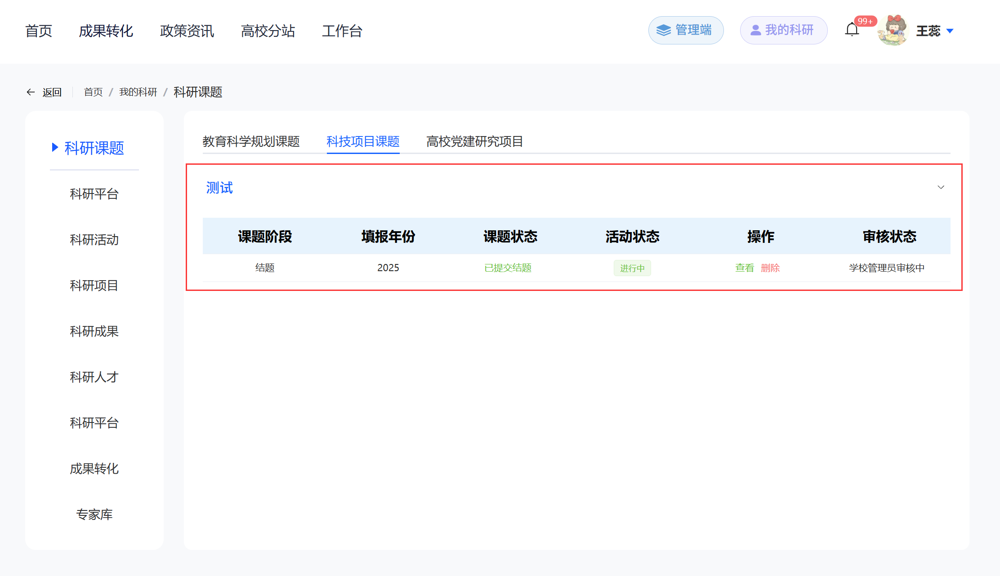 首页 成果转化 政策资讯 高校分站 工作台 管理端 我的科研 99+ 王蕊
返回 首页 / 我的科研 / 科研课题
科研课题
科研平台
科研活动
科研项目
科研成果
科研人才
科研平台
成果转化
专家库
教育科学规划课题 科技项目课题 高校党建研究项目
测试
课题阶段 填报年份 课题状态 活动状态 操作 审核状态
结题 2025 已提交结题 进行中 查看 删除 学校管理员审核中